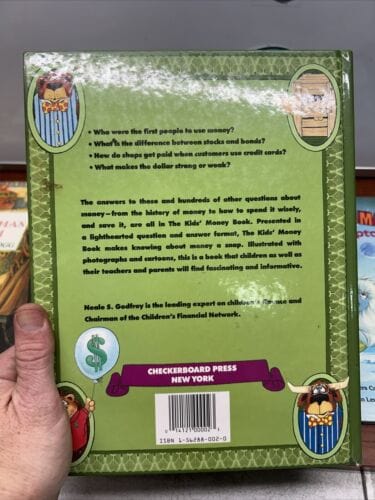 • Who were the first people to use money?
• What is the difference between stocks and bonds?
• How do shops get paid when customers use credit cards?
• What makes the dollar strong or weak?
The answers to these and hundreds of other questions about
money—from the history of money to how to spend it wisely,
and save it, are all in The Kids' Money Book. Presented in
a lighthearted question and answer format, The Kids' Money
Book makes knowing about money a snap. Illustrated with
photographs and cartoons, this is a book that children as well as
their teachers and parents will find fascinating and informative.
Neale S. Godfrey is the leading expert on children's finance and
Chairman of the Children's Financial Network.
$
CHECKERBOARD PRESS
NEW YORK
0 14121 00002 1
ISBN 1-56288-002-0
MAN
OGG